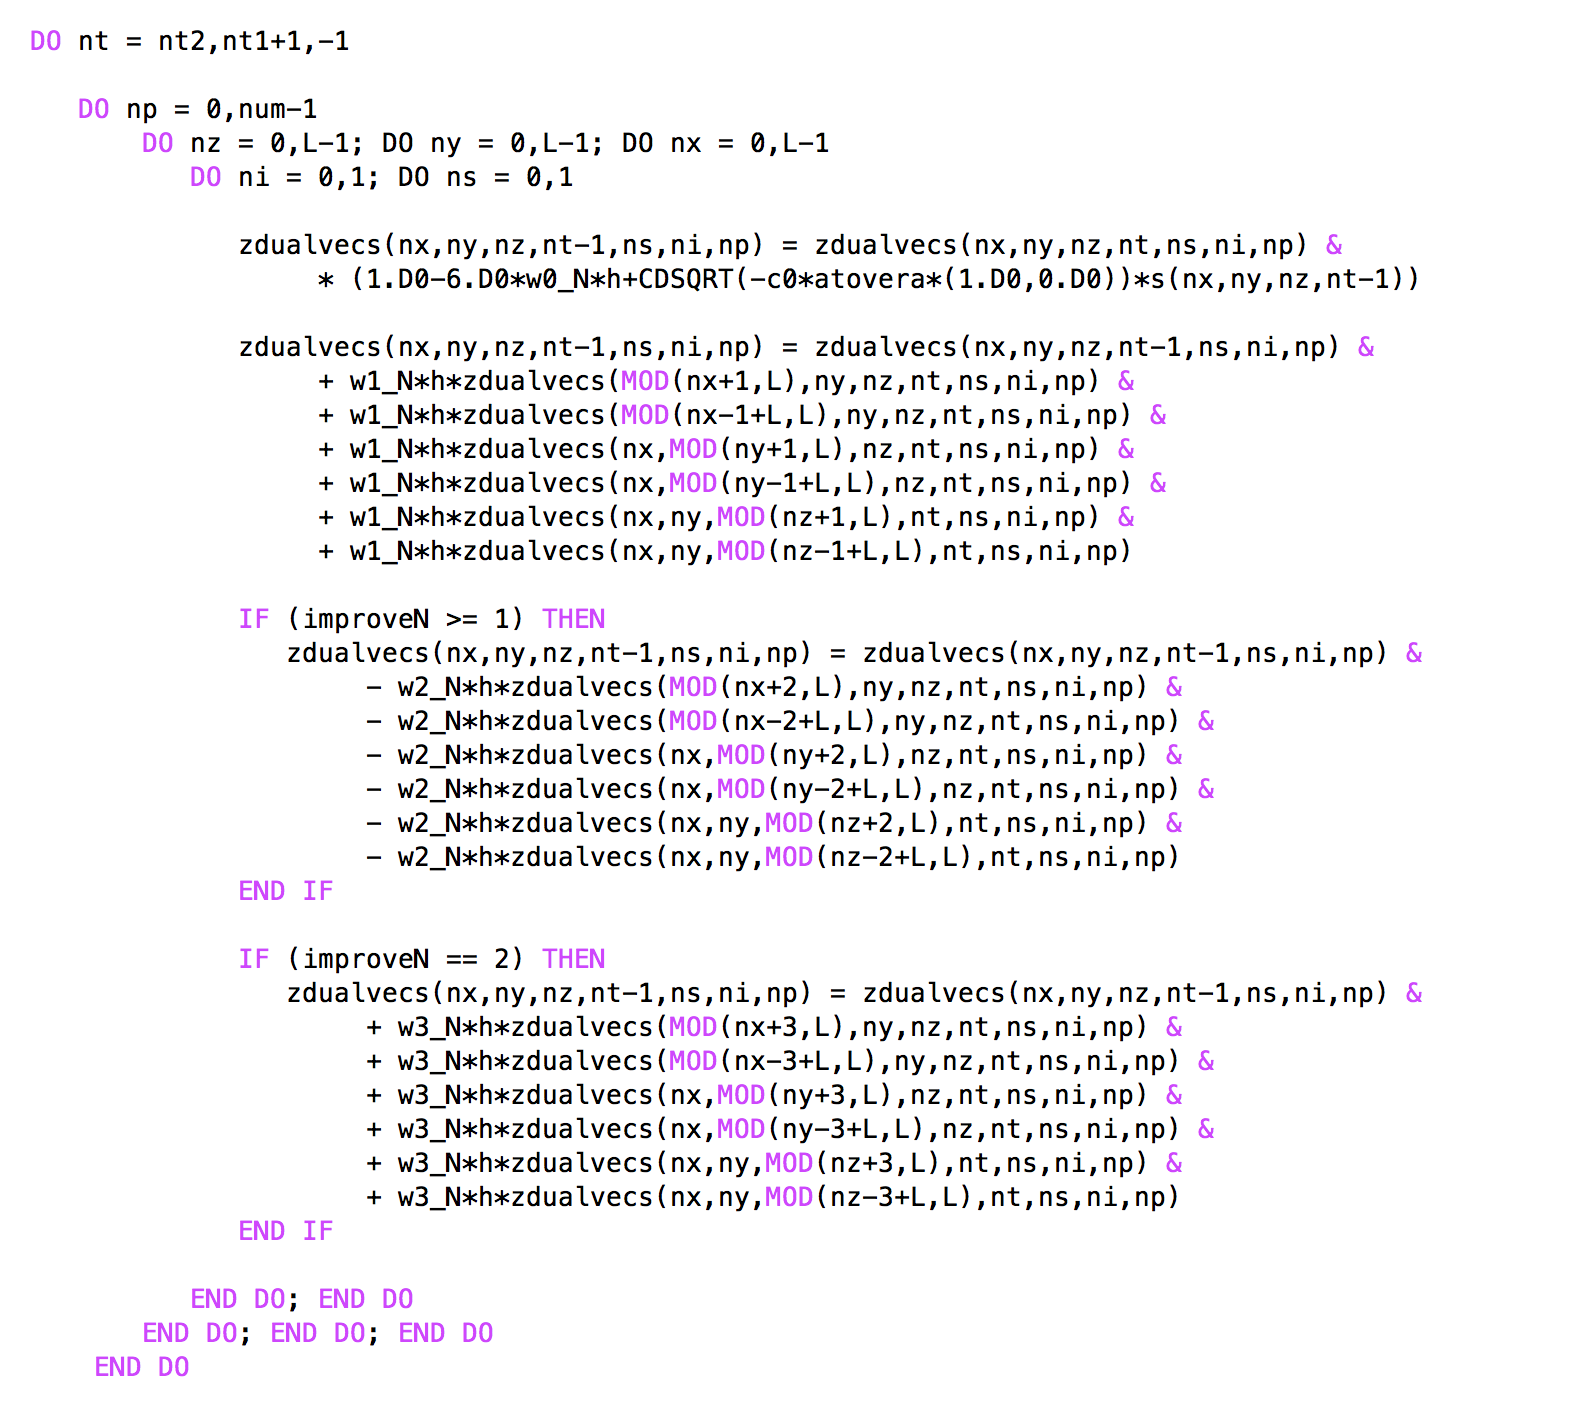 DO nt = nt2,nt1+1,-1
DO np = 0,num-1
DO nz = 0,L-1; DO ny = 0,L-1; DO nx = 0,L-1
DO ni = 0,1; DO ns = 0,1
zdualvecs(nx,ny,nz,nt-1,ns,ni,np) = zdualvecs(nx,ny,nz,nt,ns,ni,np) &
* (1.D0-6.D0*w0_N*h+CDSQRT(-c0*atovera*(1.D0,0.D0))*s(nx,ny,nz,nt-1))
zdualvecs(nx,ny,nz,nt-1,ns,ni,np) = zdualvecs(nx,ny,nz,nt-1,ns,ni,np) &
+ w1_N*h*zdualvecs(MOD(nx+1,L),ny,nz,nt,ns,ni,np) &
+ w1_N*h*zdualvecs(MOD(nx-1+L,L),ny,nz,nt,ns,ni,np) &
+ w1_N*h*zdualvecs(nx,MOD(ny+1,L),nz,nt,ns,ni,np) &
+ w1_N*h*zdualvecs(nx,MOD(ny-1+L,L),nz,nt,ns,ni,np) &
+ w1_N*h*zdualvecs(nx,ny,MOD(nz+1,L),nt,ns,ni,np) &
+ w1_N*h*zdualvecs(nx,ny,MOD(nz-1+L,L),nt,ns,ni,np)
IF (improveN >= 1) THEN
zdualvecs(nx,ny,nz,nt-1,ns,ni,np) = zdualvecs(nx,ny,nz,nt-1,ns,ni,np) &
- w2_N*h*zdualvecs(MOD(nx+2,L),ny,nz,nt,ns,ni,np) &
- w2_N*h*zdualvecs(MOD(nx-2+L,L),ny,nz,nt,ns,ni,np) &
- w2_N*h*zdualvecs(nx,MOD(ny+2,L),nz,nt,ns,ni,np) &
- w2_N*h*zdualvecs(nx,MOD(ny-2+L,L),nz,nt,ns,ni,np) &
- w2_N*h*zdualvecs(nx,ny,MOD(nz+2,L),nt,ns,ni,np) &
- w2_N*h*zdualvecs(nx,ny,MOD(nz-2+L,L),nt,ns,ni,np)
END IF
IF (improveN == 2) THEN
zdualvecs(nx,ny,nz,nt-1,ns,ni,np) = zdualvecs(nx,ny,nz,nt-1,ns,ni,np) &
+ w3_N*h*zdualvecs(MOD(nx+3,L),ny,nz,nt,ns,ni,np) &
+ w3_N*h*zdualvecs(MOD(nx-3+L,L),ny,nz,nt,ns,ni,np) &
+ w3_N*h*zdualvecs(nx,MOD(ny+3,L),nz,nt,ns,ni,np) &
+ w3_N*h*zdualvecs(nx,MOD(ny-3+L,L),nz,nt,ns,ni,np) &
+ w3_N*h*zdualvecs(nx,ny,MOD(nz+3,L),nt,ns,ni,np) &
+ w3_N*h*zdualvecs(nx,ny,MOD(nz-3+L,L),nt,ns,ni,np)
END IF
END DO; END DO
END DO; END DO; END DO
END DO